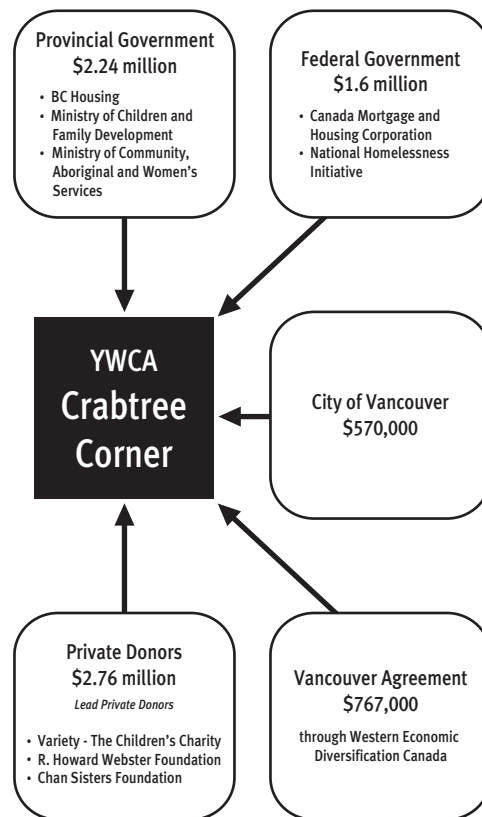 Provincial Government
$2.24 million
• BC Housing
• Ministry of Children and
Family Development
• Ministry of Community,
Aboriginal and Women's
Services
Federal Government
$1.6 million
• Canada Mortgage and
Housing Corporation
• National Homelessness
Initiative
YWCA
Crabtree
Corner
City of Vancouver
$570,000
Private Donors
$2.76 million
Lead Private Donors
• Variety - The Children's Charity
• R. Howard Webster Foundation
• Chan Sisters Foundation
Vancouver Agreement
$767,000
through Western Economic
Diversification Canada